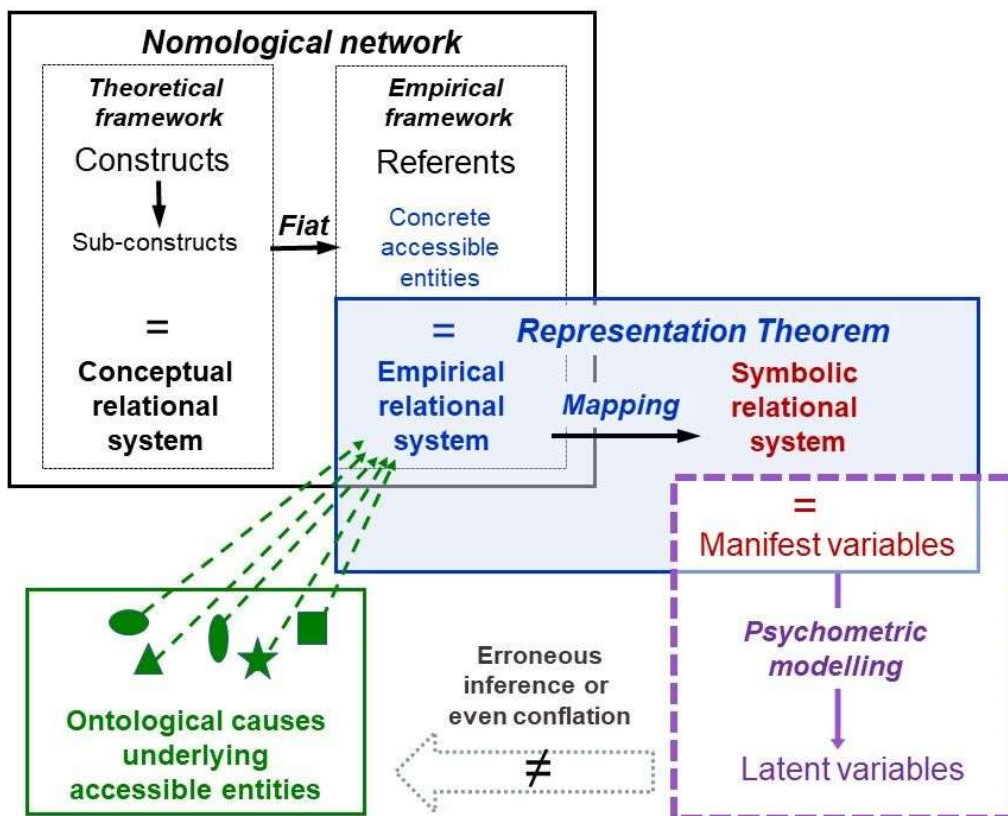 Nomological network
Theoretical
framework
Constructs
Sub-constructs
=
Conceptual
relational
system
Fiat
Empirical
framework
Referents
Concrete
accessible
entities
= Representation Theorem
Empirical
relational
system
Mapping
Symbolic
relational
system
=
Manifest variables
Psychometric
modelling
Latent variables
Erroneous
inference or
even conflation
≠
Ontological causes
underlying
accessible entities